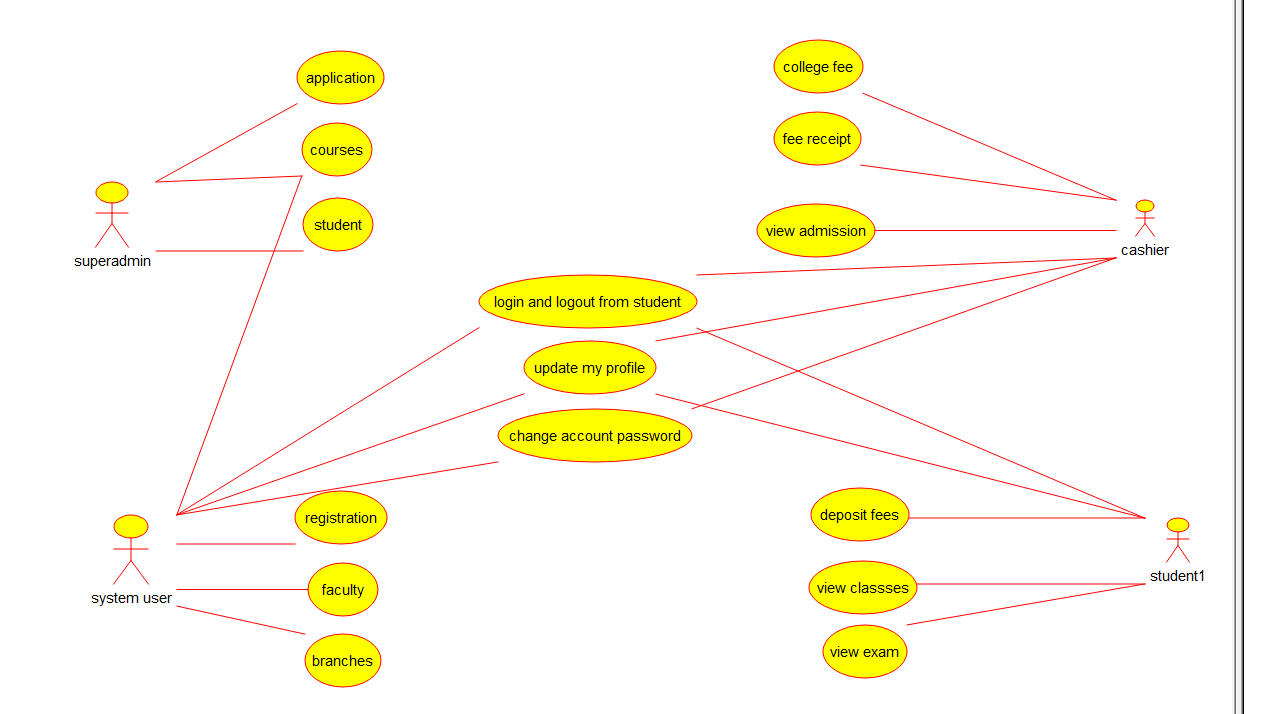 application
college fee
courses
fee receipt
student
view admission
superadmin
cashier
login and logout from student
update my profile
change account password
registration
deposit fees
system user
faculty
view classses
student1
branches
view exam